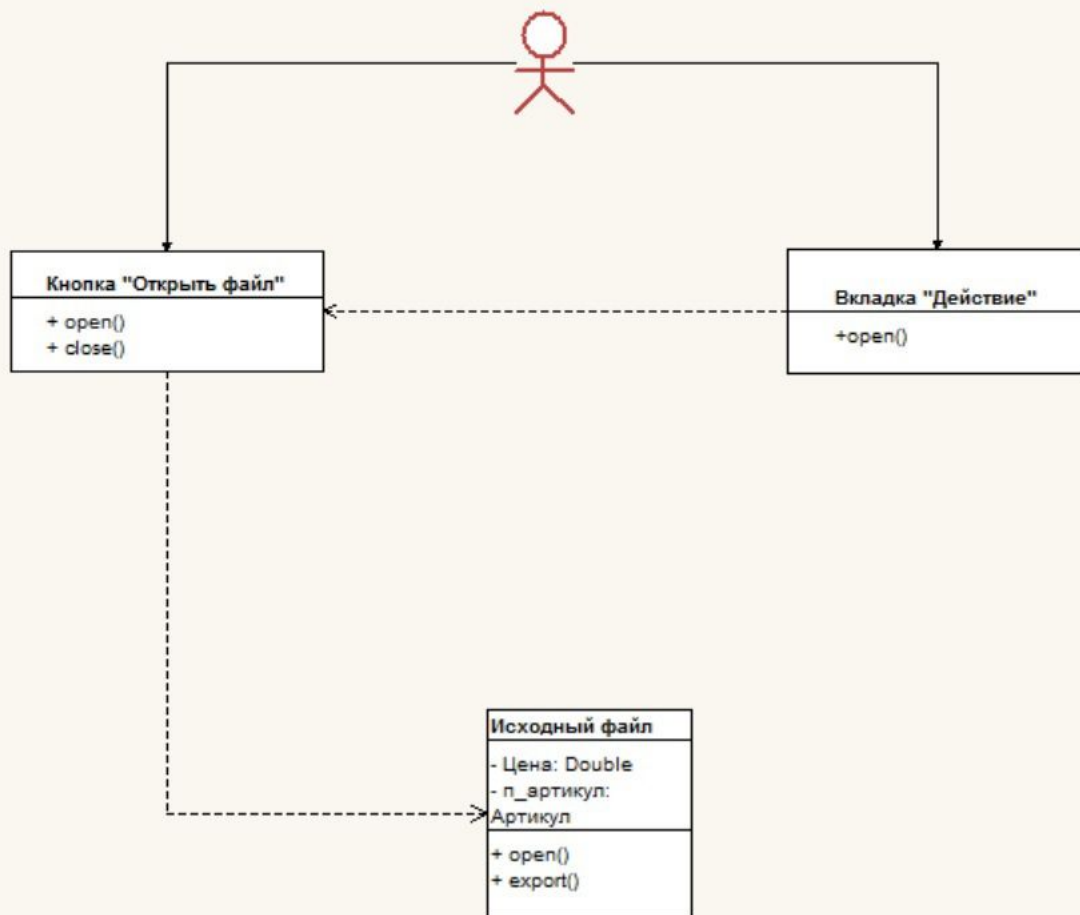 Кнопка "Открыть файл"
+ open()
+ close()
Вкладка "Действие"
+open()
Исходный файл
- Цена: Double
- п_артикул:
Артикул
+ open()
+ export()